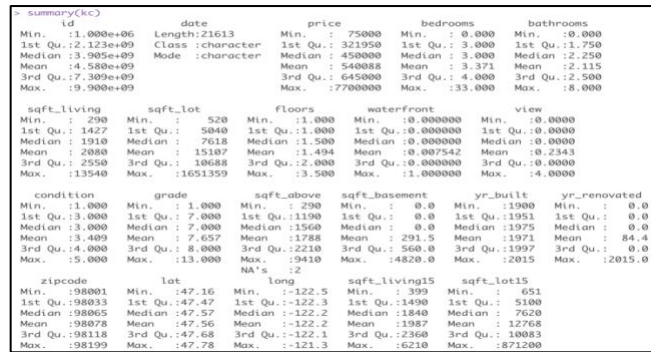 > summary(kc)
id date price bedrooms bathrooms
Min. :1.000e+06 Length:21613 Min. : 75000 Min. : 0.000 Min. :0.000
1st Qu.:2.123e+09 Class :character 1st Qu.: 321950 1st Qu.: 3.000 1st Qu.:1.750
Median :3.905e+09 Mode :character Median : 450000 Median : 3.000 Median :2.250
Mean :4.580e+09 Mean : 540088 Mean : 3.371 Mean :2.115
3rd Qu.:7.309e+09 3rd Qu.: 645000 3rd Qu.: 4.000 3rd Qu.:2.500
Max. :9.900e+09 Max. :7700000 Max. :33.000 Max. :8.000
sqft_living sqft_lot floors waterfront view
Min. : 290 Min. : 520 Min. :1.000 Min. :0.000000 Min. :0.0000
1st Qu.: 1427 1st Qu.: 5040 1st Qu.:1.000 1st Qu.:0.000000 1st Qu.:0.0000
Median : 1910 Median : 7618 Median :1.500 Median :0.000000 Median :0.0000
Mean : 2080 Mean : 15107 Mean :1.494 Mean :0.007542 Mean :0.2343
3rd Qu.: 2550 3rd Qu.: 10688 3rd Qu.:2.000 3rd Qu.:0.000000 3rd Qu.:0.0000
Max. :13540 Max. :1651359 Max. :3.500 Max. :1.000000 Max. :4.0000
condition grade sqft_above sqft_basement yr_built yr_renovated
Min. :1.000 Min. : 1.000 Min. : 290 Min. : 0.0 Min. :1900 Min. : 0.0
1st Qu.:3.000 1st Qu.: 7.000 1st Qu.:1190 1st Qu.: 0.0 1st Qu.:1951 1st Qu.: 0.0
Median :3.000 Median : 7.000 Median :1560 Median : 0.0 Median :1975 Median : 0.0
Mean :3.409 Mean : 7.657 Mean :1788 Mean : 291.5 Mean :1971 Mean : 84.4
3rd Qu.:4.000 3rd Qu.: 8.000 3rd Qu.:2210 3rd Qu.: 560.0 3rd Qu.:1997 3rd Qu.: 0.0
Max. :5.000 Max. :13.000 Max. :9410 Max. :4820.0 Max. :2015 Max. :2015.0
NA's :2
zipcode lat long sqft_living15 sqft_lot15
Min. :98001 Min. :47.16 Min. :-122.5 Min. : 399 Min. : 651
1st Qu.:98033 1st Qu.:47.47 1st Qu.:-122.3 1st Qu.:1490 1st Qu.: 5100
Median :98065 Median :47.57 Median :-122.2 Median :1840 Median : 7620
Mean :98078 Mean :47.56 Mean :-122.2 Mean :1987 Mean : 12768
3rd Qu.:98118 3rd Qu.:47.68 3rd Qu.:-122.1 3rd Qu.:2360 3rd Qu.: 10083
Max. :98199 Max. :47.78 Max. :-121.3 Max. :6210 Max. :871200